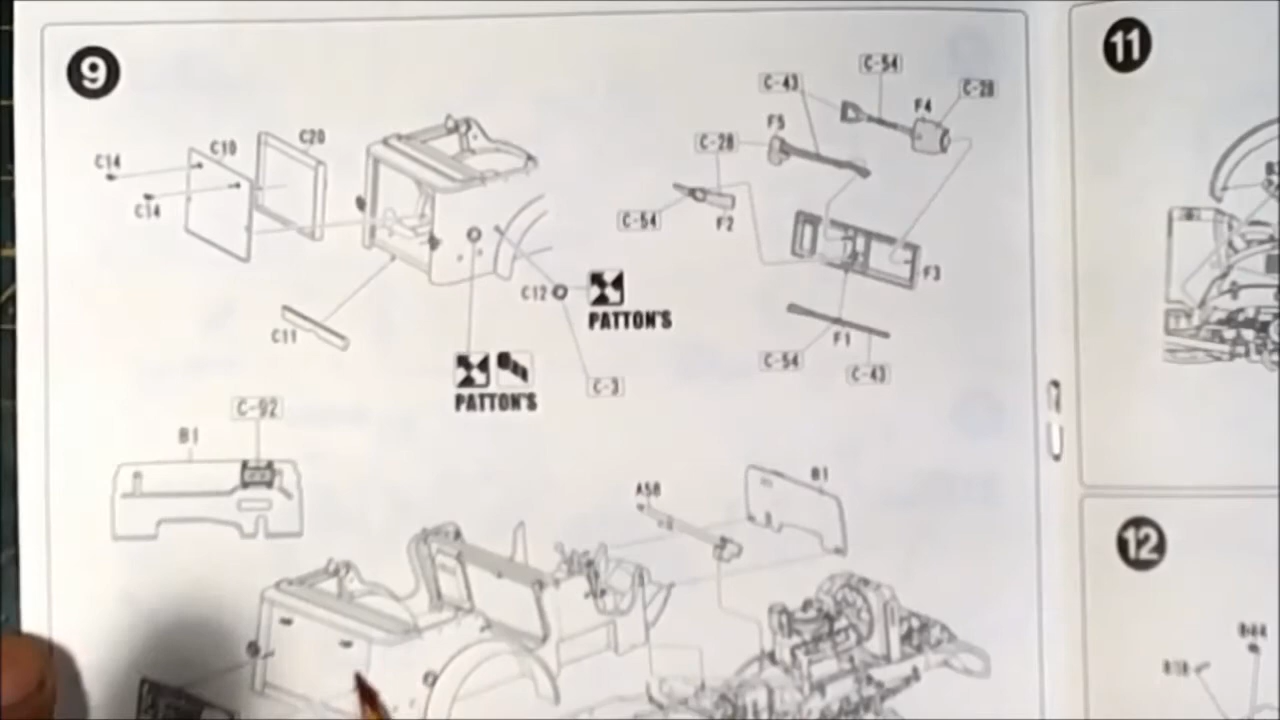 9
C14
C14
C10
C20
C11
C12
PATTON'S
PATTON'S
C-3
C-43
C-54
F4
C-28
F5
C-28
C-54
F2
F3
F1
C-54
C-43
C-92
B1
A58
B1
11
12